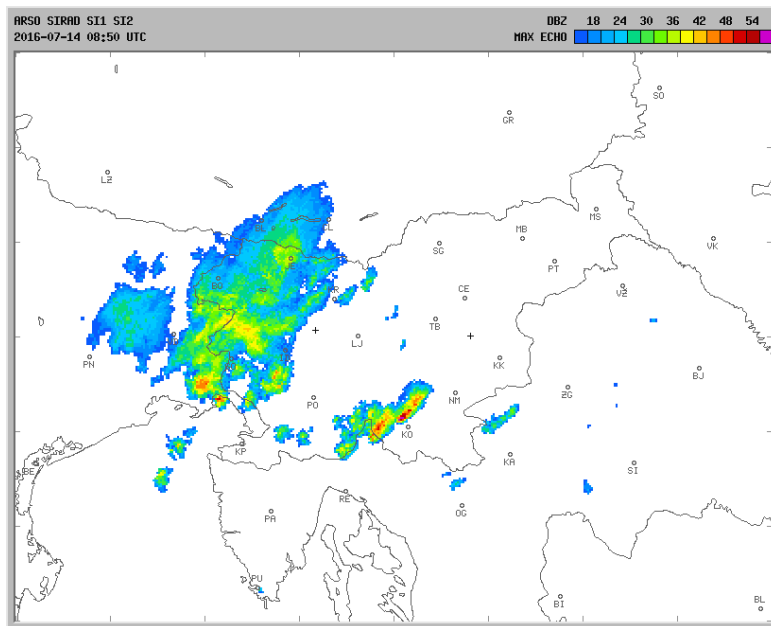 ARSO SIRAD SI1 SI2
2016-07-14 08:50 UTC
DBZ 18 24 30 36 42 48 54
MAX ECHO
SO
GR
LZ
MS
MB
VK
SG
PT
BO
VZ
CE
KR
TB
LJ
PN
KK
BJ
ZG
NM
PO
KO
KP
KA
BE
SI
RE
OG
PA
PU
BI
BL